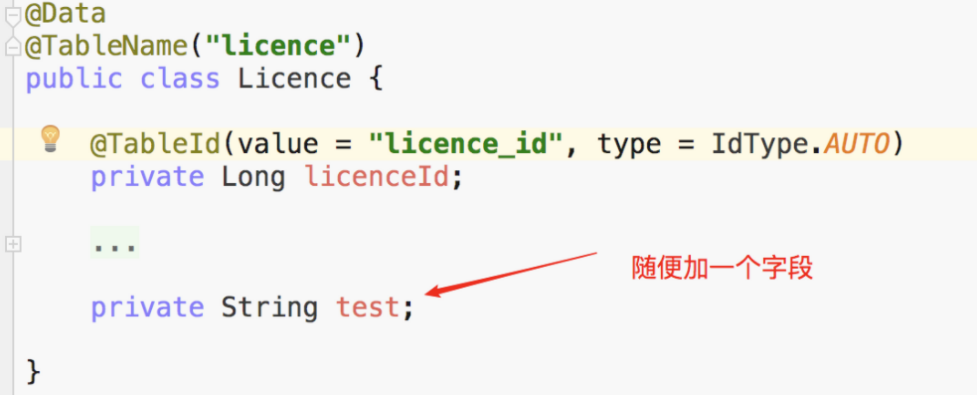 @Data
@TableName("licence")
public class Licence {
@TableId(value = "licence_id", type = IdType.AUTO)
private Long licenceId;
...
随便加一个字段
private String test;
}